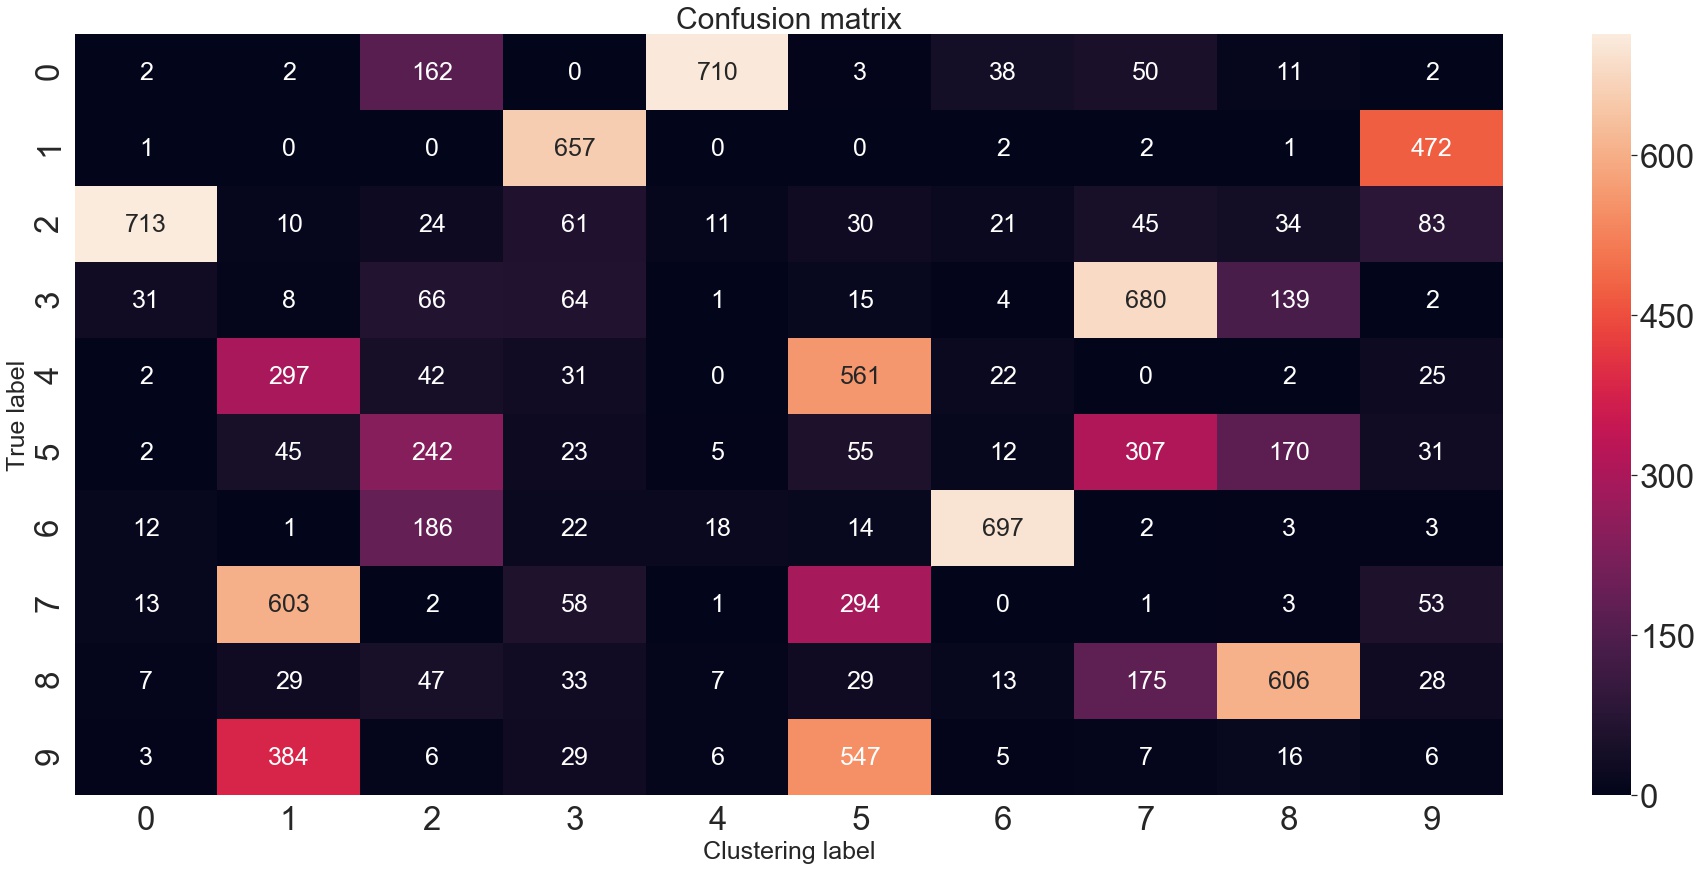 Confusion matrix
0 2 2 162 0 710 3 38 50 11 2
1 1 0 0 657 0 0 2 2 1 472
2 713 10 24 61 11 30 21 45 34 83
3 31 8 66 64 1 15 4 680 139 2
4 2 297 42 31 0 561 22 0 2 25
5 2 45 242 23 5 55 12 307 170 31
6 12 1 186 22 18 14 697 2 3 3
7 13 603 2 58 1 294 0 1 3 53
8 7 29 47 33 7 29 13 175 606 28
9 3 384 6 29 6 547 5 7 16 6
0 1 2 3 4 5 6 7 8 9
Clustering label
True label
600
450
300
150
0